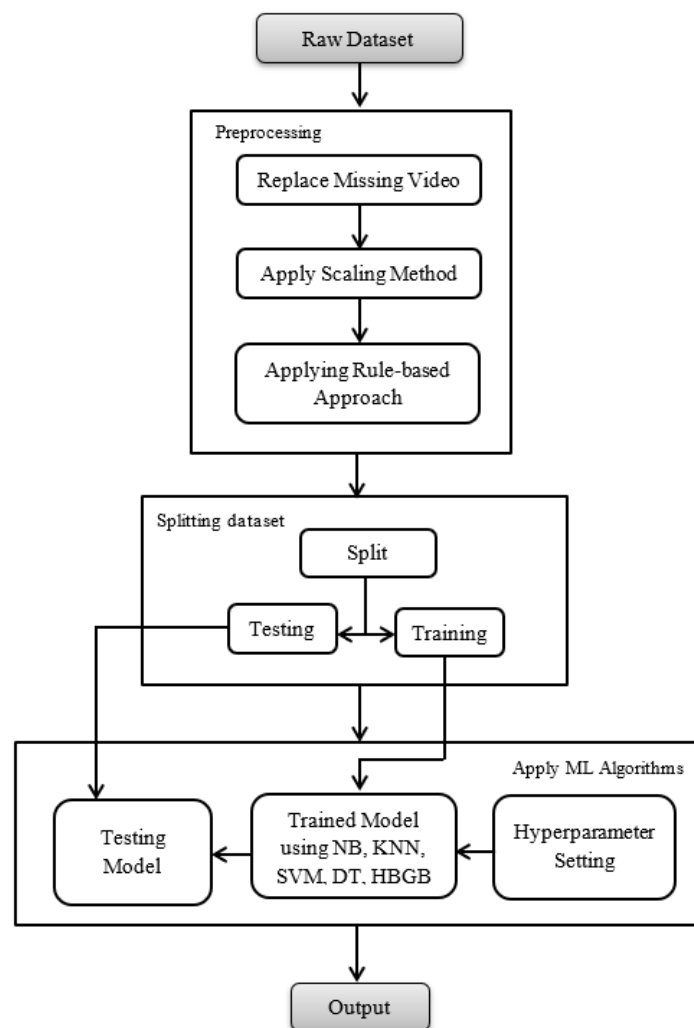 Raw Dataset
Preprocessing
Replace Missing Video
Apply Scaling Method
Applying Rule-based
Approach
Splitting dataset
Split
Testing
Training
Apply ML Algorithms
Testing
Model
Trained Model
using NB, KNN,
SVM, DT, HBGB
Hyperparameter
Setting
Output